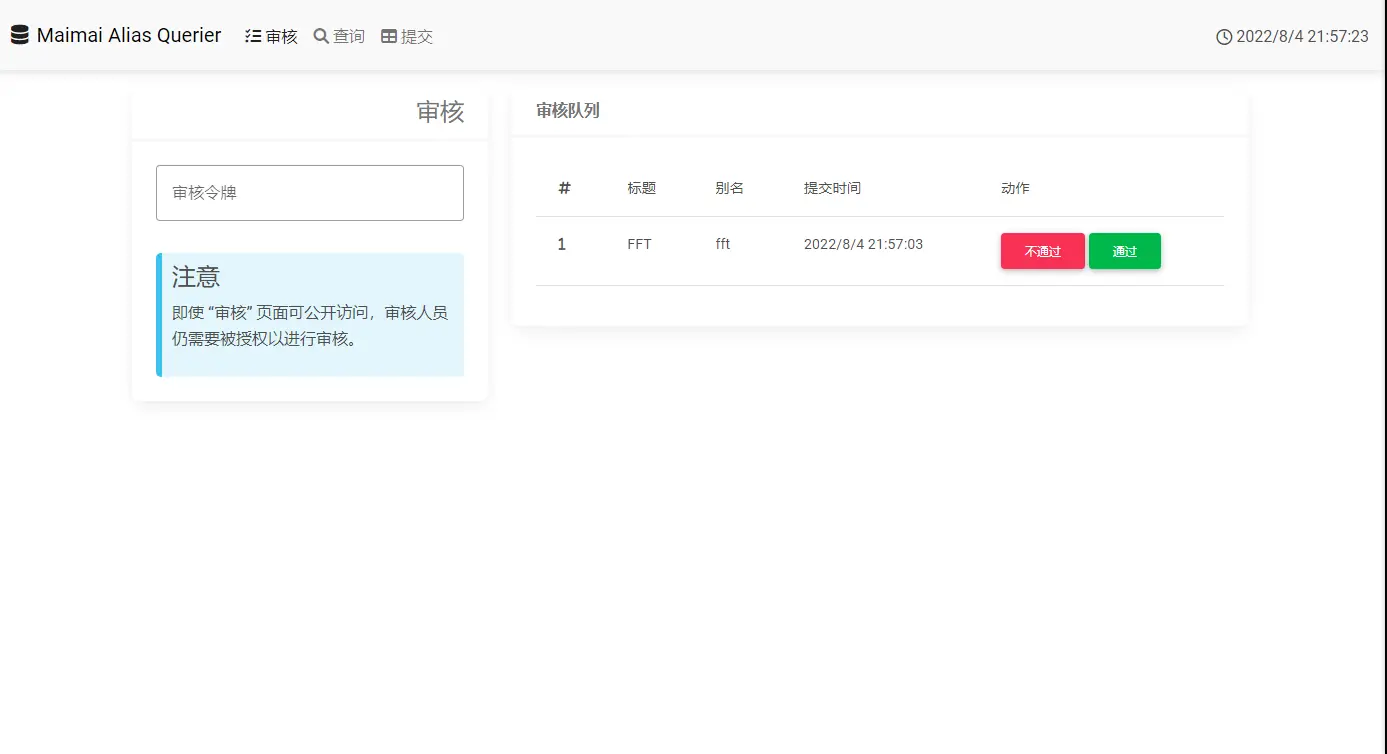 Maimai Alias Querier 审核 查询 提交 2022/8/4 21:57:23
审核
审核令牌
注意
即使 “审核” 页面可公开访问，审核人员
仍需要被授权以进行审核。
审核队列
# 标题 别名 提交时间 动作
1 FFT fft 2022/8/4 21:57:03 不通过 通过